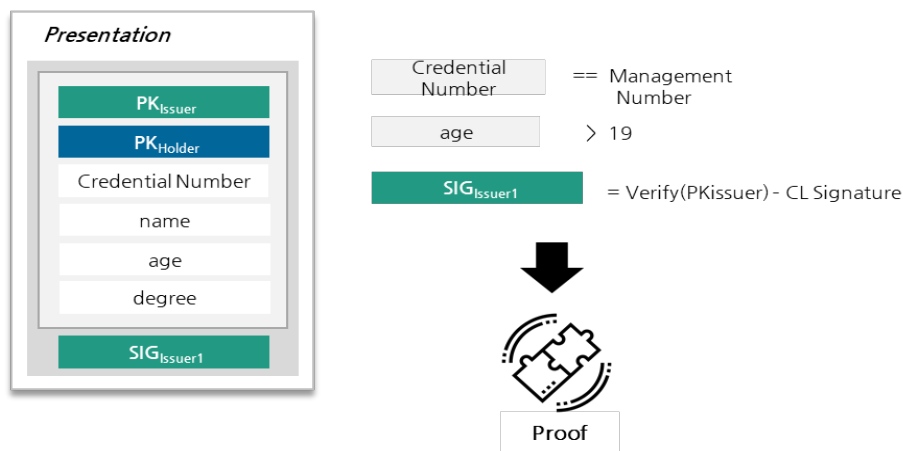 Presentation
PKIssuer
PKHolder
Credential Number
name
age
degree
SIGIssuer1
Credential
Number
== Management
Number
age > 19
SIGIssuer1 = Verify(PKissuer) - CL Signature
Proof